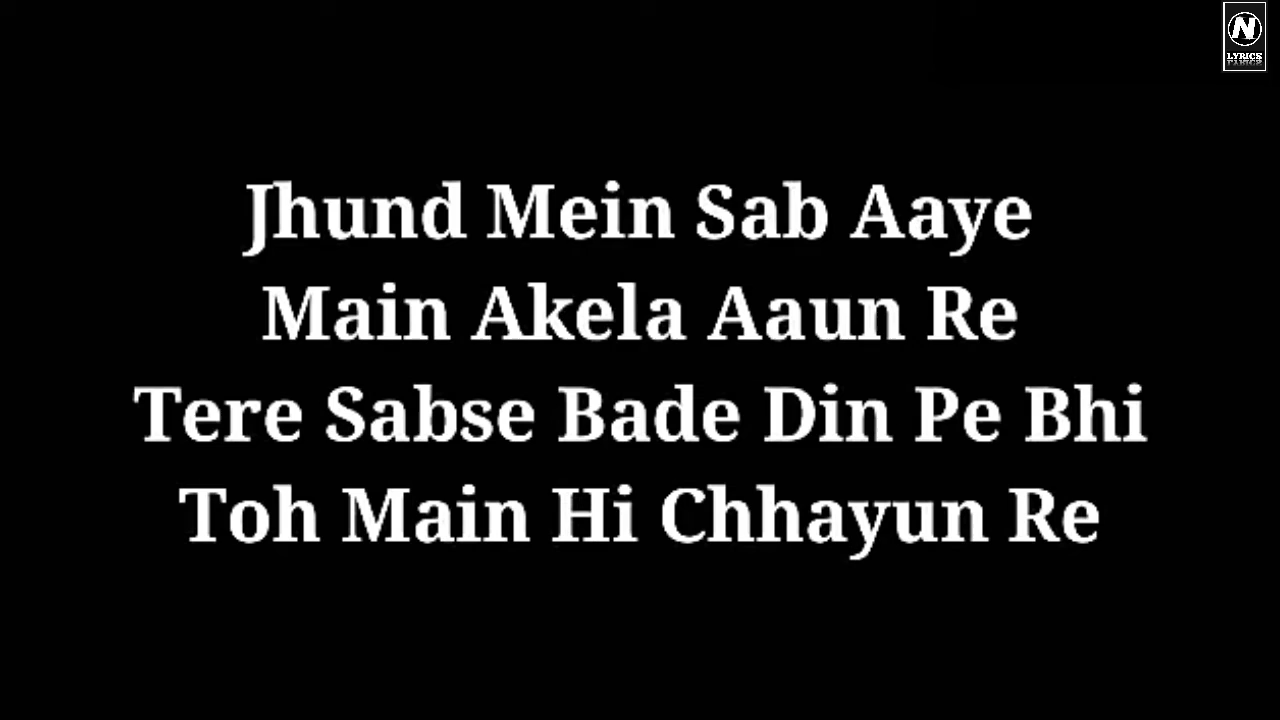 N
LYRICS
Jhund Mein Sab Aaye
Main Akela Aaun Re
Tere Sabse Bade Din Pe Bhi
Toh Main Hi Chhayun Re